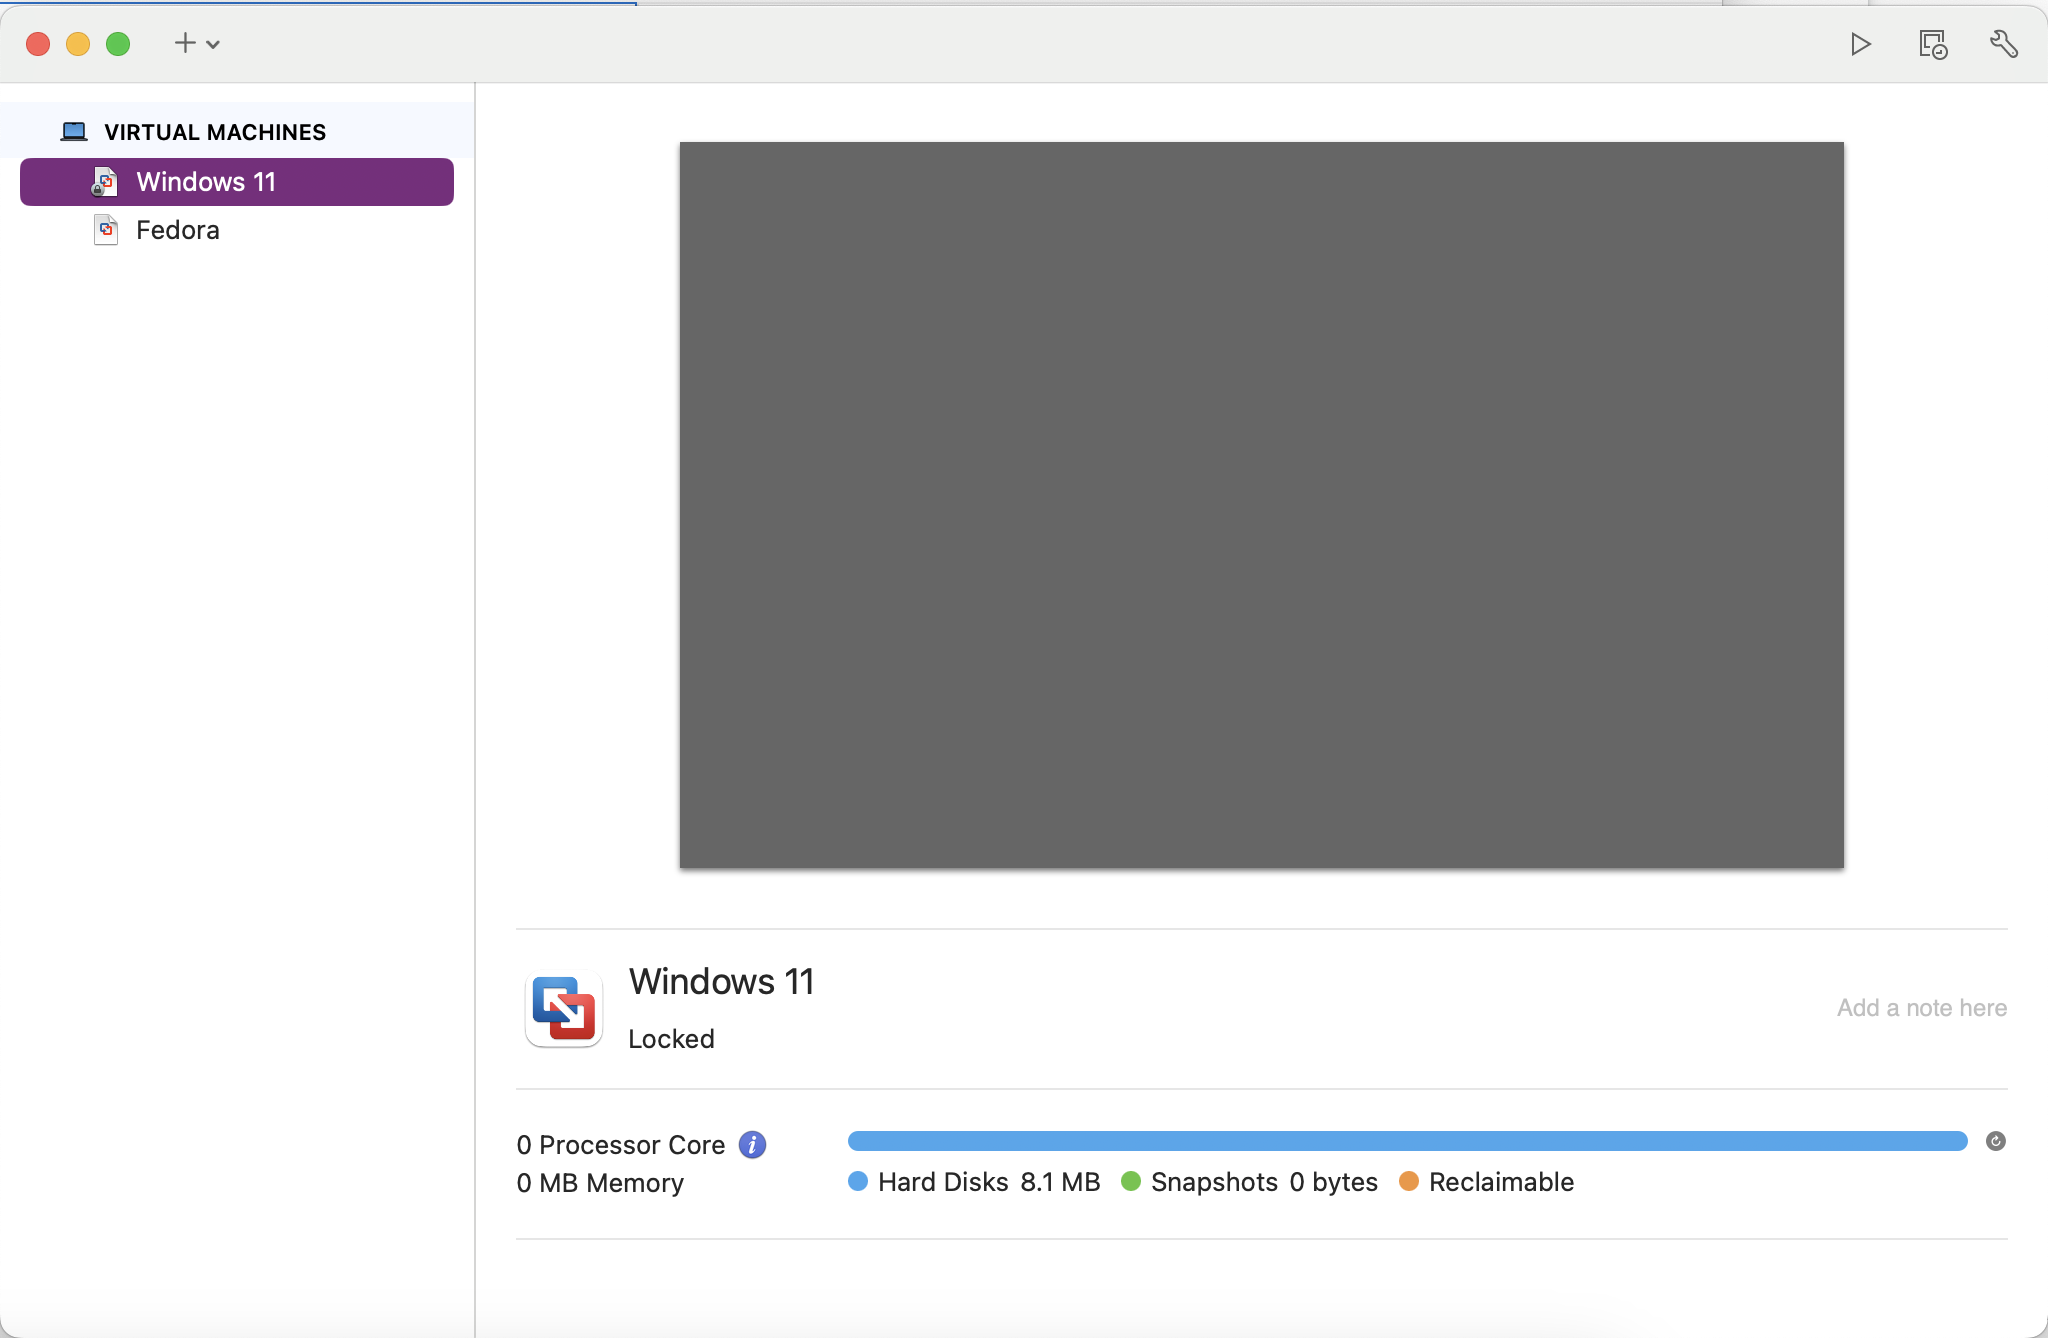 VIRTUAL MACHINES
Windows 11
Fedora
Windows 11
Locked
Add a note here
0 Processor Core
0 MB Memory
Hard Disks 8.1 MB Snapshots 0 bytes Reclaimable